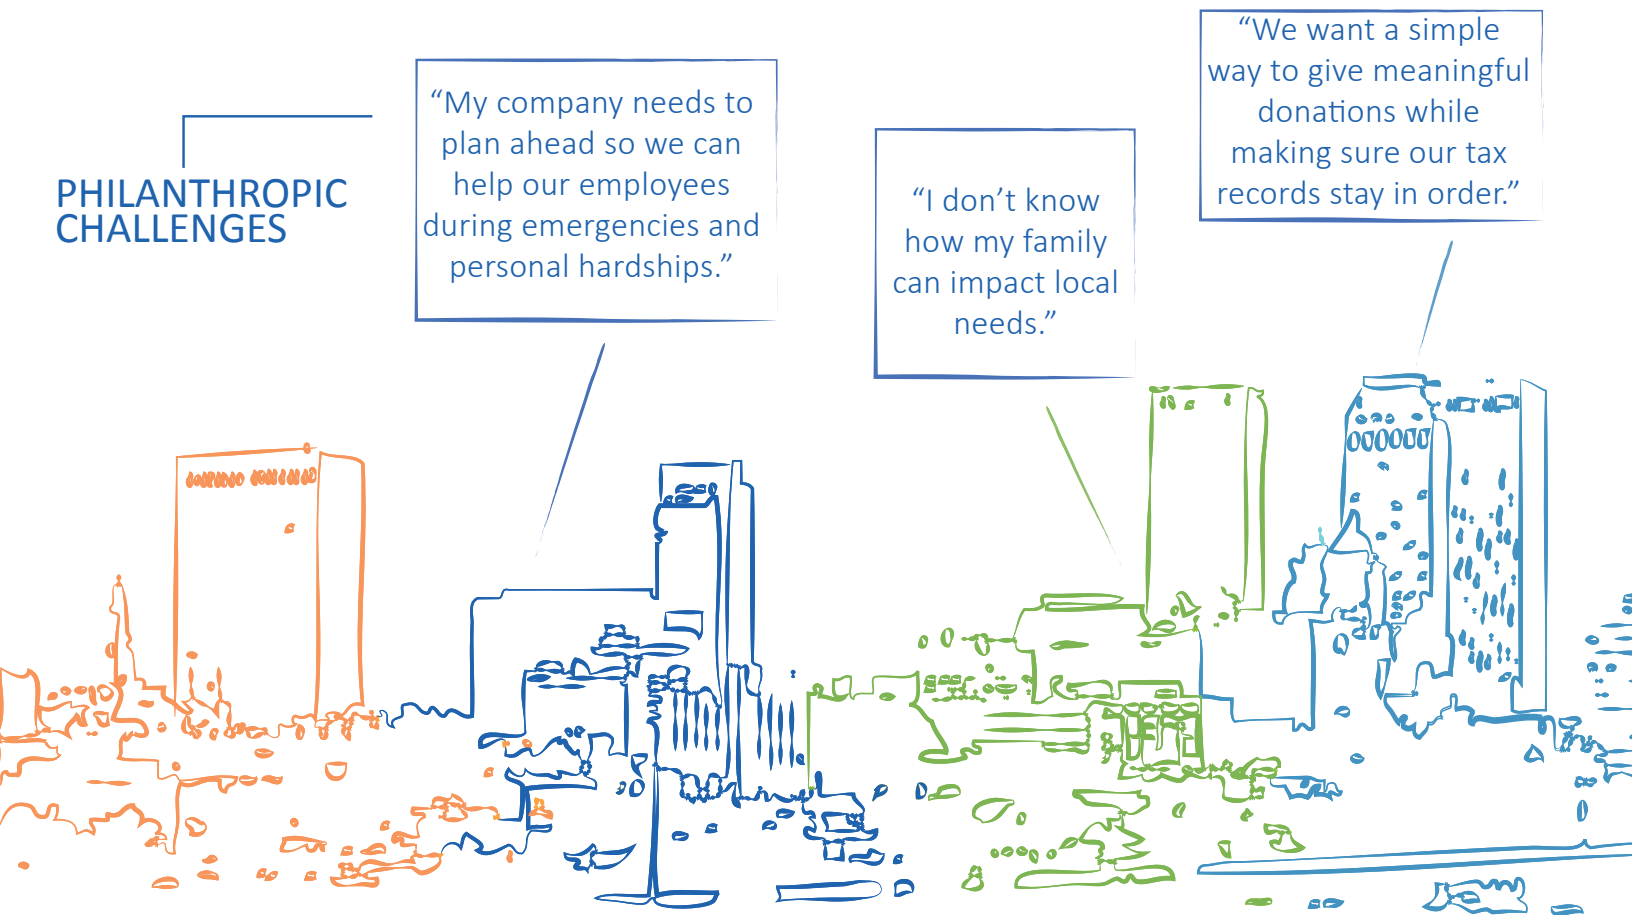 PHILANTHROPIC
CHALLENGES
“My company needs to
plan ahead so we can
help our employees
during emergencies and
personal hardships.”
“I don’t know
how my family
can impact local
needs.”
“We want a simple
way to give meaningful
donations while
making sure our tax
records stay in order.”